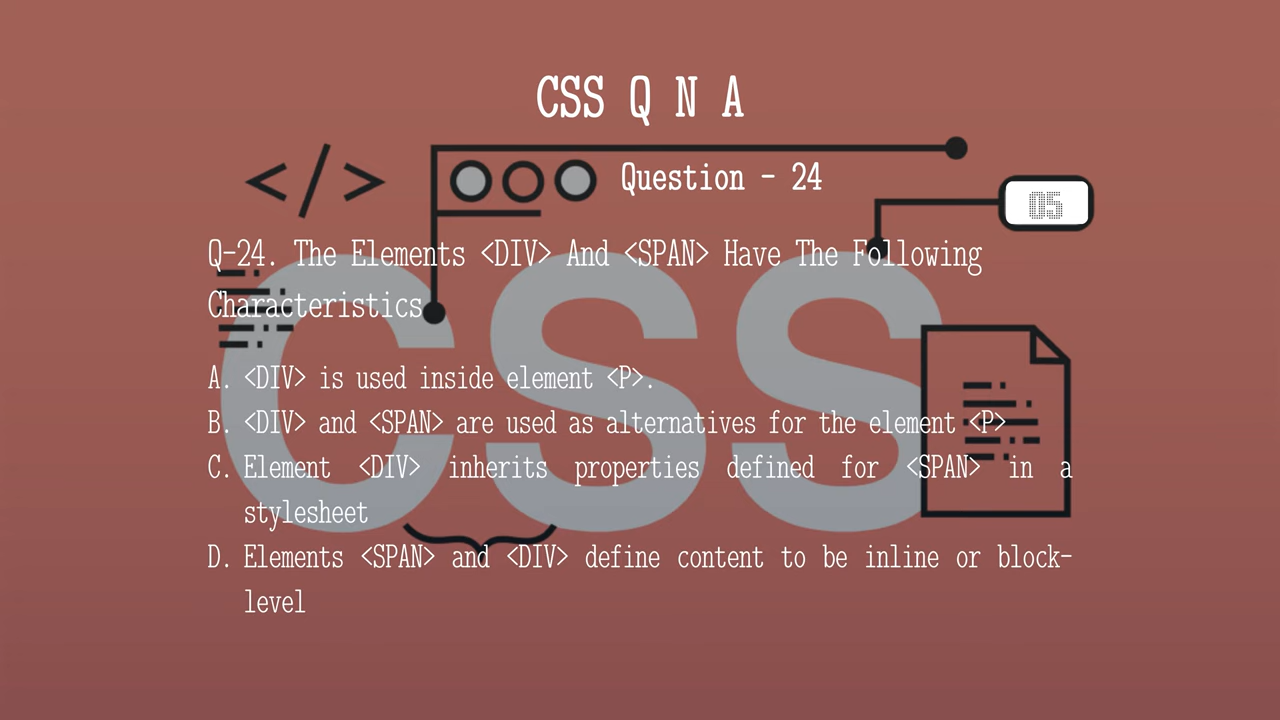 CSS Q N A
</>
Question - 24
05
Q-24. The Elements <DIV> And <SPAN> Have The Following
Characteristics
A. <DIV> is used inside element <P>.
B. <DIV> and <SPAN> are used as alternatives for the element <P>
C. Element <DIV> inherits properties defined for <SPAN> in a
stylesheet
D. Elements <SPAN> and <DIV> define content to be inline or block-
level
CSS